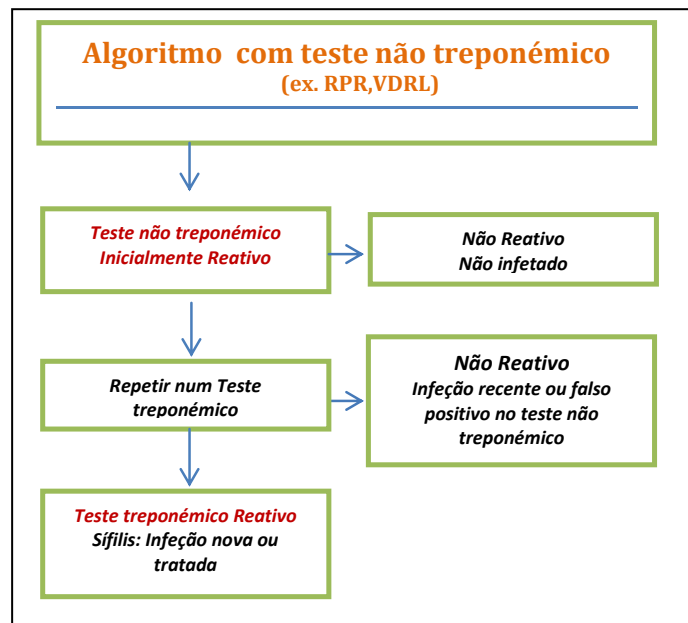 Algoritmo com teste não treponémico
(ex. RPR,VDRL)
Teste não treponémico
Inicialmente Reativo
Não Reativo
Não infetado
Repetir num Teste
treponémico
Não Reativo
Infeção recente ou falso
positivo no teste não
treponémico
Teste treponémico Reativo
Sífilis: Infeção nova ou
tratada